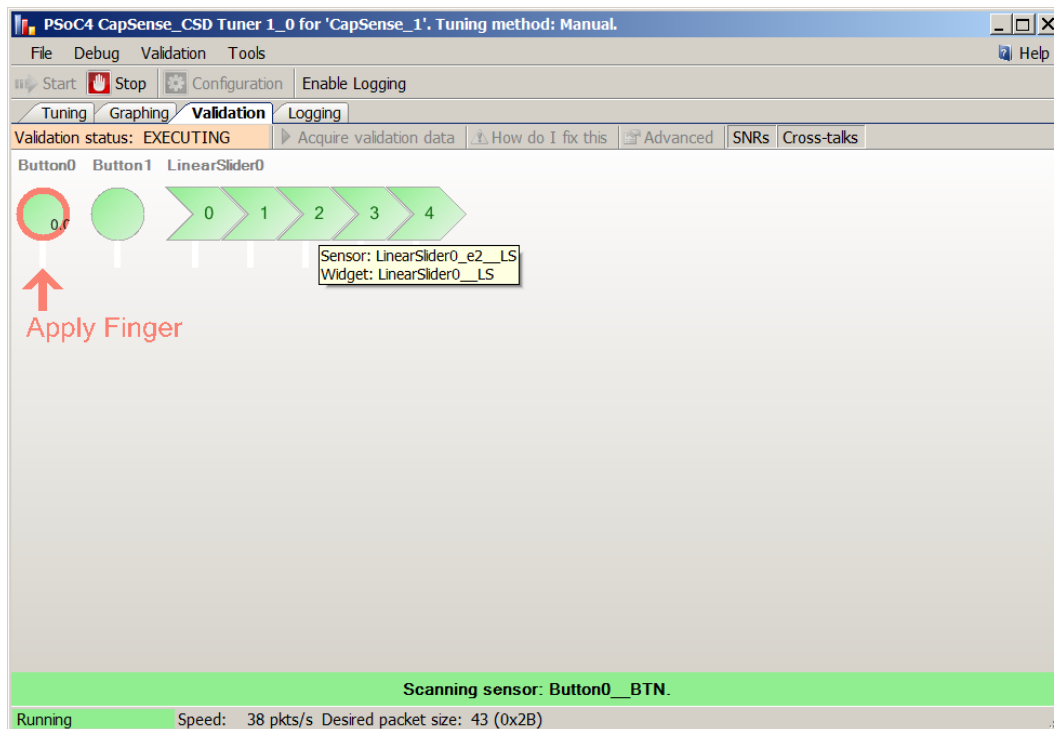 PSoC4 CapSense_CSD Tuner 1_0 for 'CapSense_1'. Tuning method: Manual.
File Debug Validation Tools Help
Start Stop Configuration Enable Logging
Tuning Graphing Validation Logging
Validation status: EXECUTING Acquire validation data How do I fix this Advanced SNRs Cross-talks
Button0 Button1 LinearSlider0
0 1 2 3 4
Sensor: LinearSlider0_e2__LS
Widget: LinearSlider0__LS
Apply Finger
Scanning sensor: Button0__BTN.
Running Speed: 38 pkts/s Desired packet size: 43 (0x2B)